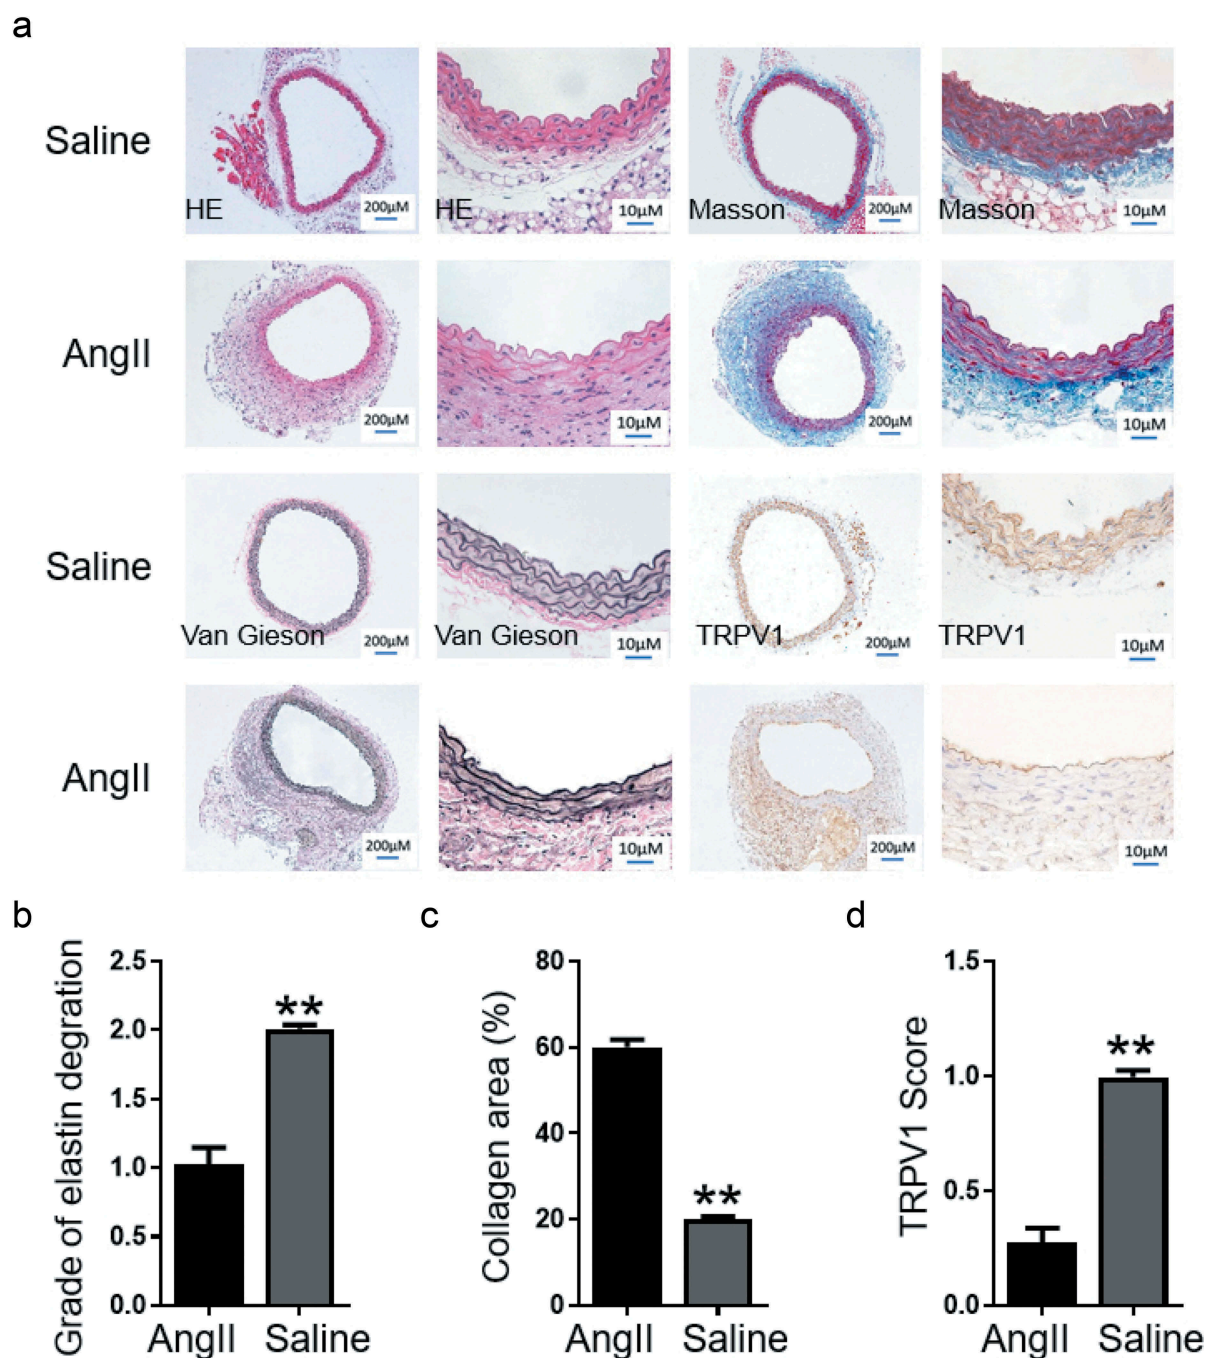 a
Saline
HE
200μM
HE
10μM
Masson
200μM
Masson
10μM
AngII
200μM
10μM
200μM
10μM
Saline
Van Gieson
200μM
Van Gieson
10μM
TRPV1
200μM
TRPV1
10μM
AngII
200μM
10μM
200μM
10μM
b
Grade of elastin degration
2.5
2.0
1.5
1.0
0.5
0.0
**
AngII Saline
c
Collagen area (%)
80
60
40
20
0
**
AngII Saline
d
TRPV1 Score
1.5
1.0
0.5
0.0
**
AngII Saline